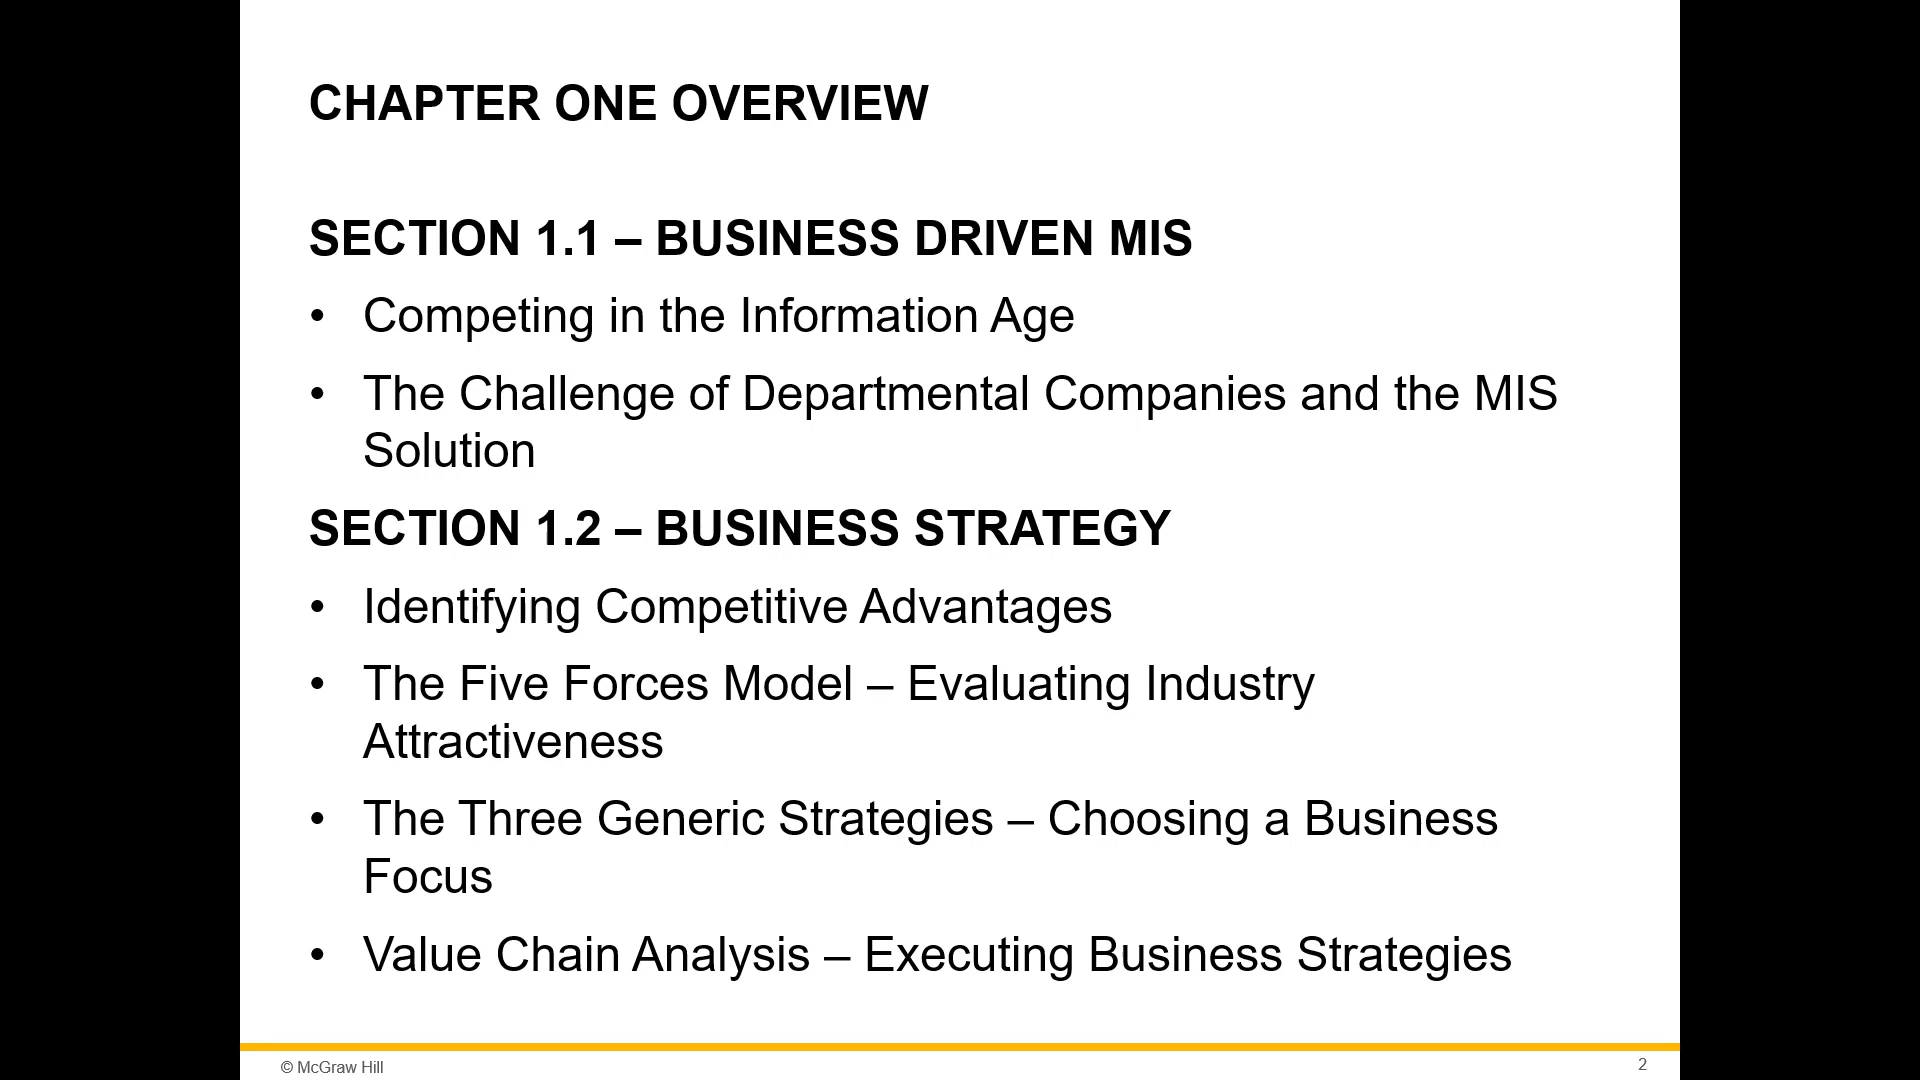 CHAPTER ONE OVERVIEW
SECTION 1.1 – BUSINESS DRIVEN MIS
• Competing in the Information Age
• The Challenge of Departmental Companies and the MIS
Solution
SECTION 1.2 – BUSINESS STRATEGY
• Identifying Competitive Advantages
• The Five Forces Model – Evaluating Industry
Attractiveness
• The Three Generic Strategies – Choosing a Business
Focus
• Value Chain Analysis – Executing Business Strategies
© McGraw Hill
2